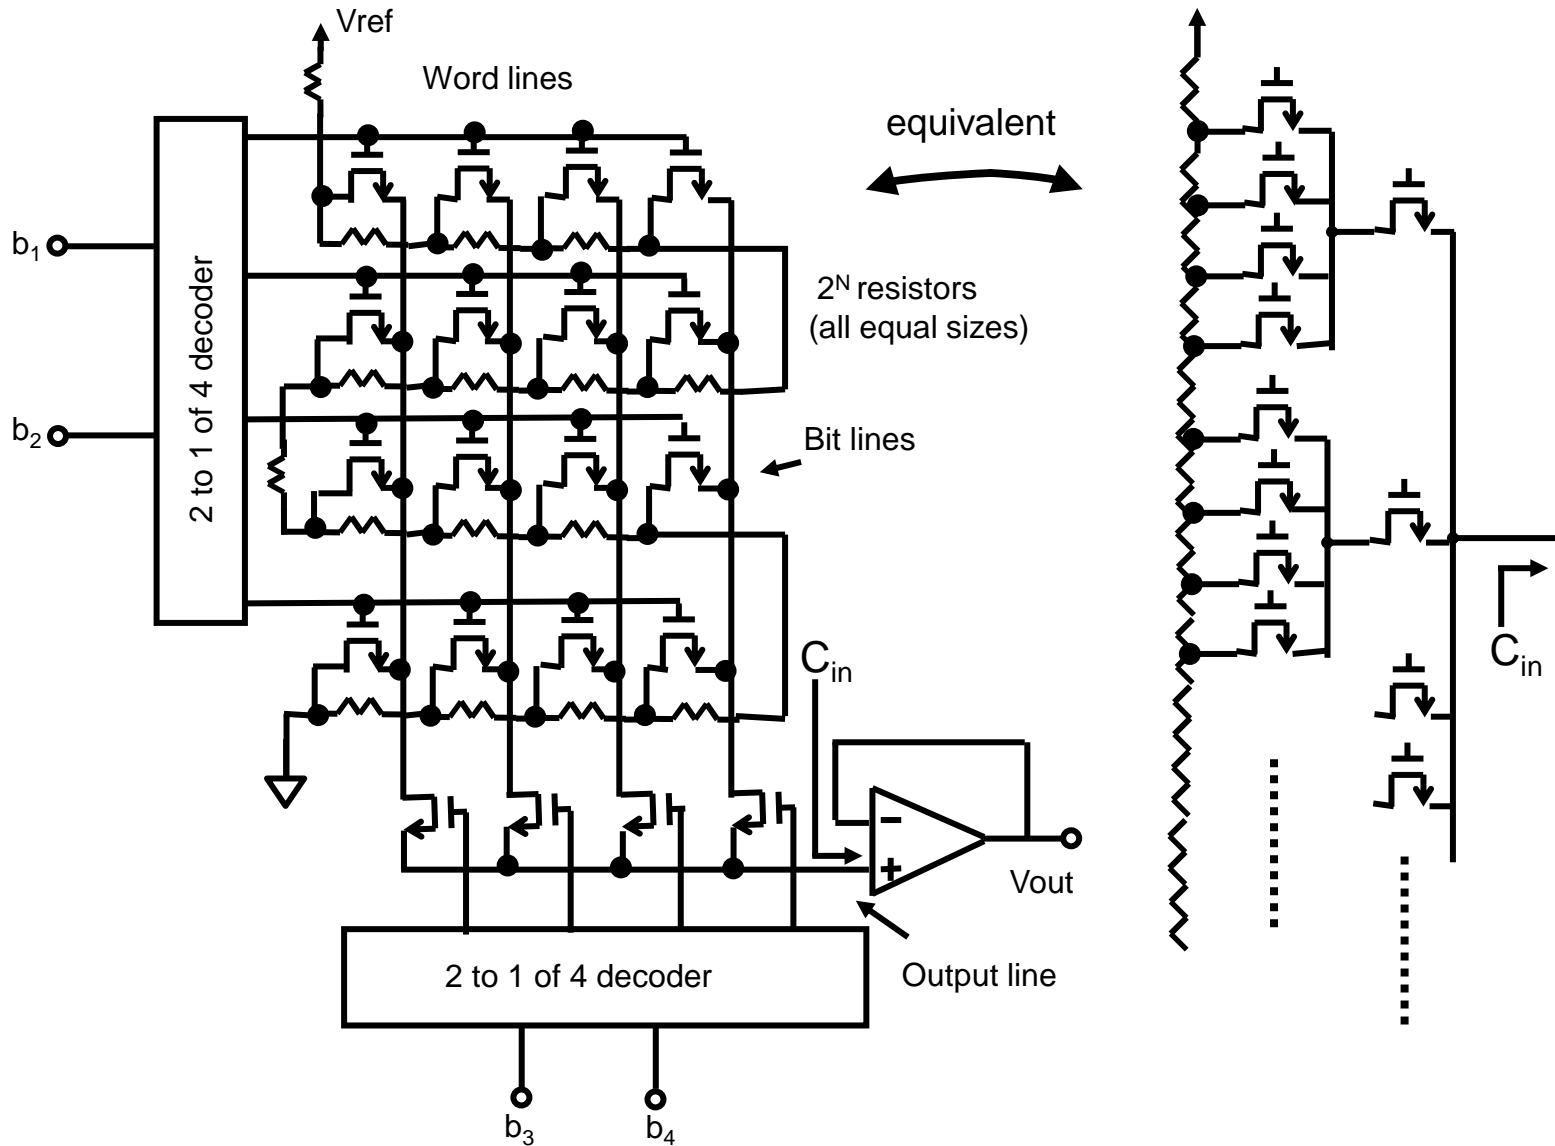 Vref
Word lines
equivalent
b1
2 to 1 of 4 decoder
2N resistors
(all equal sizes)
b2
Bit lines
Cin
Cin
−
+
Vout
2 to 1 of 4 decoder
Output line
b3
b4